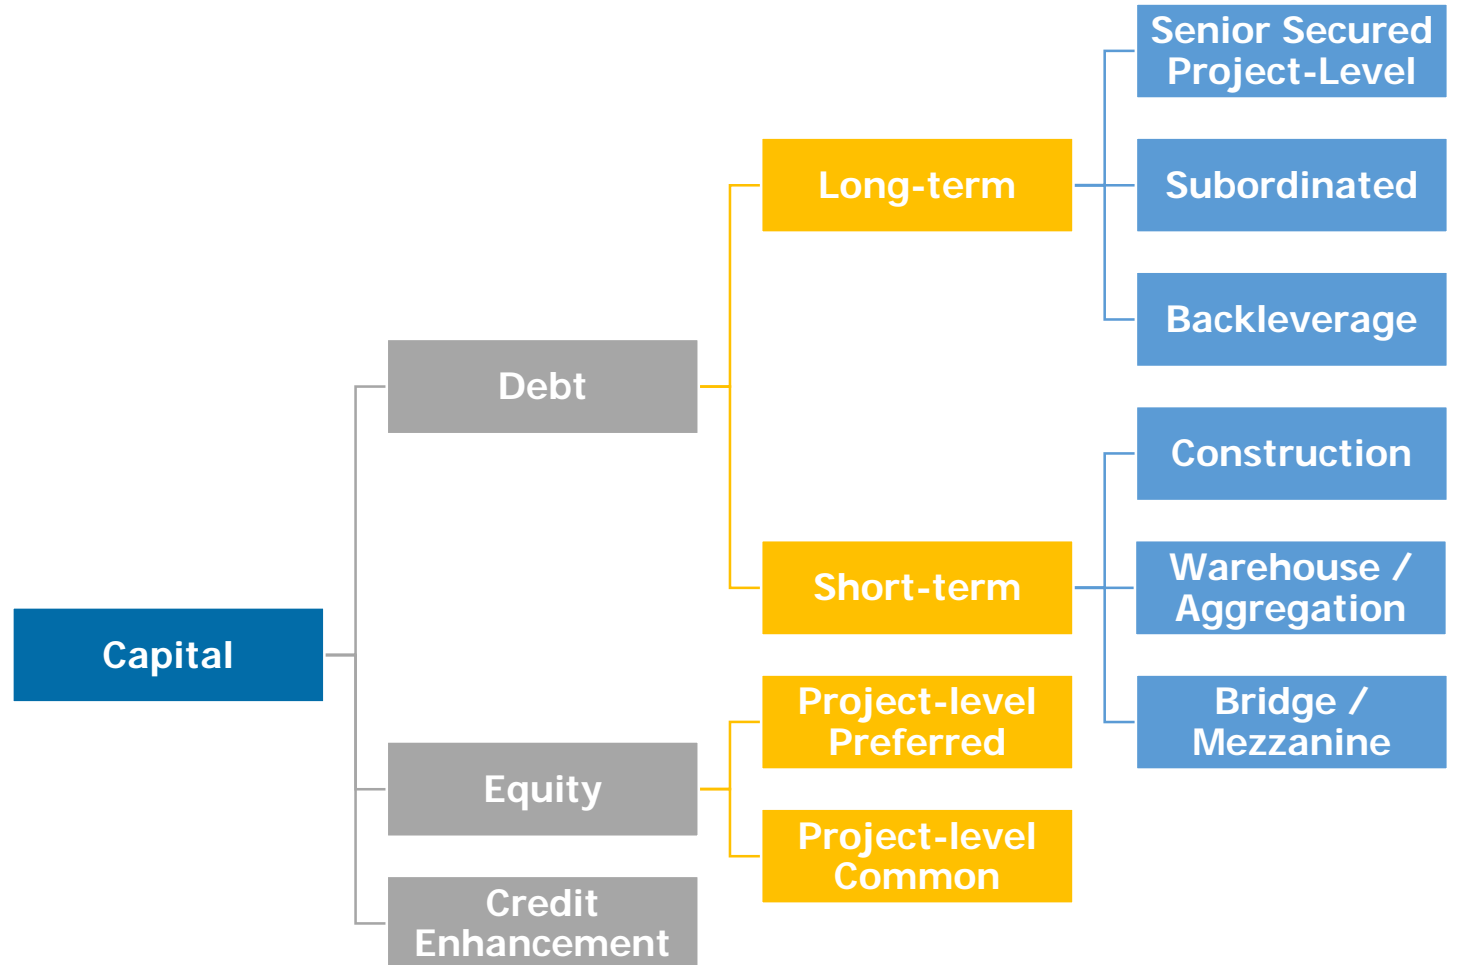 Capital
Debt
Long-term
Senior Secured
Project-Level
Subordinated
Backleverage
Short-term
Construction
Warehouse /
Aggregation
Bridge /
Mezzanine
Equity
Project-level
Preferred
Project-level
Common
Credit
Enhancement